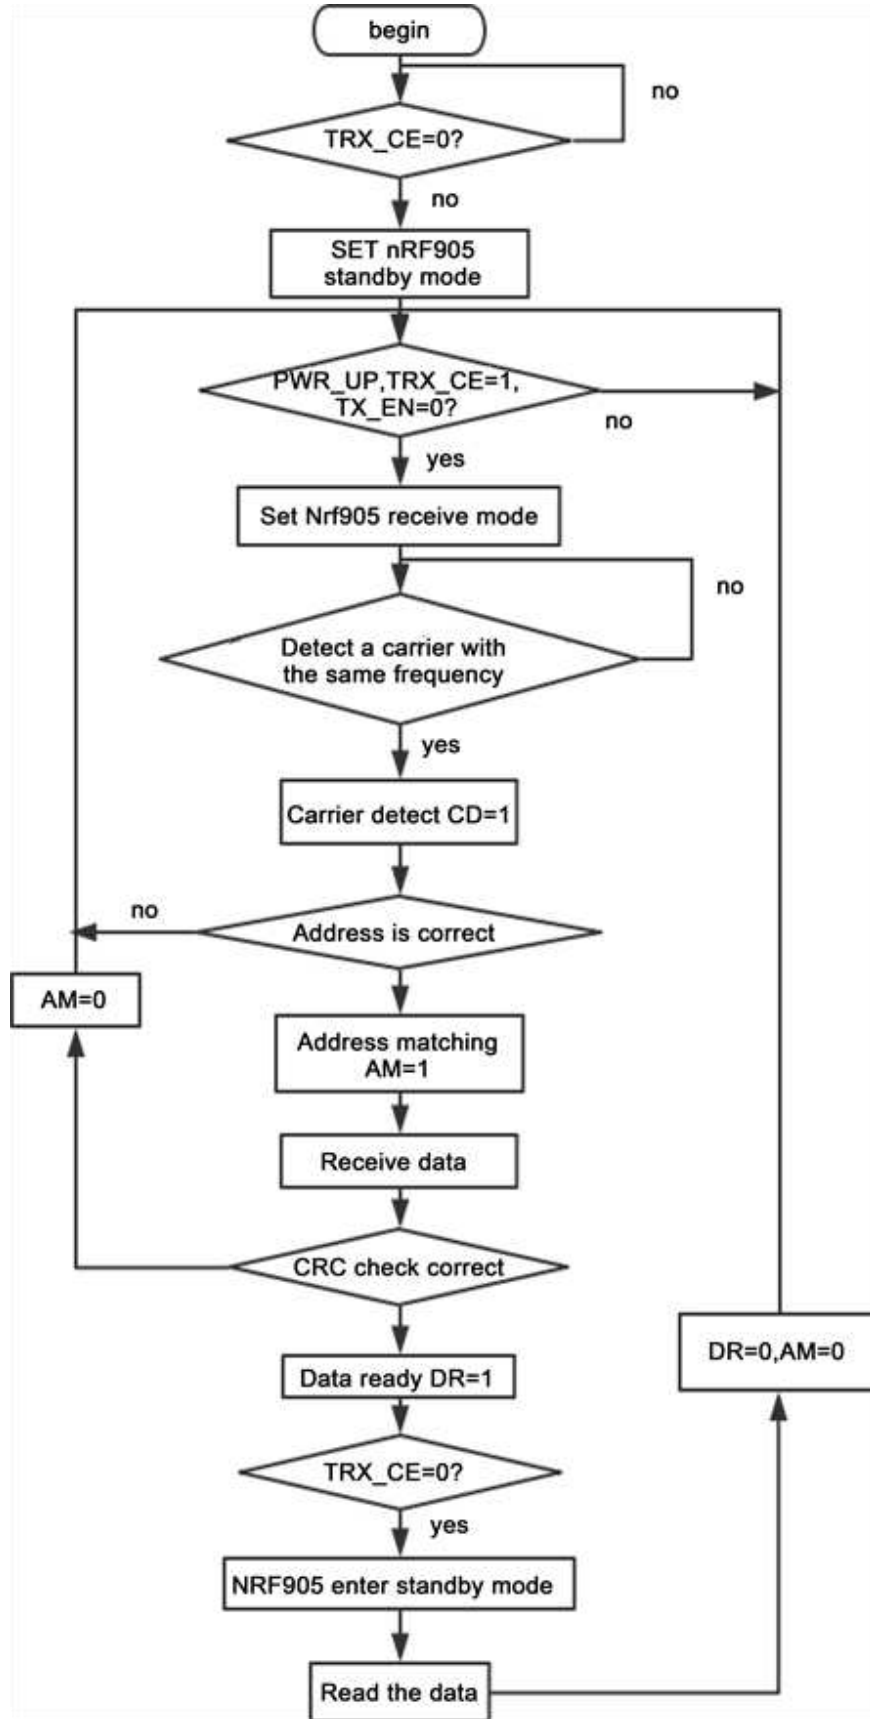 begin
no
TRX_CE=0?
no
SET nRF905
standby mode
PWR_UP,TRX_CE=1,
TX_EN=0?
no
yes
Set Nrf905 receive mode
no
Detect a carrier with
the same frequency
yes
Carrier detect CD=1
no
Address is correct
AM=0
Address matching
AM=1
Receive data
CRC check correct
DR=0,AM=0
Data ready DR=1
TRX_CE=0?
yes
NRF905 enter standby mode
Read the data